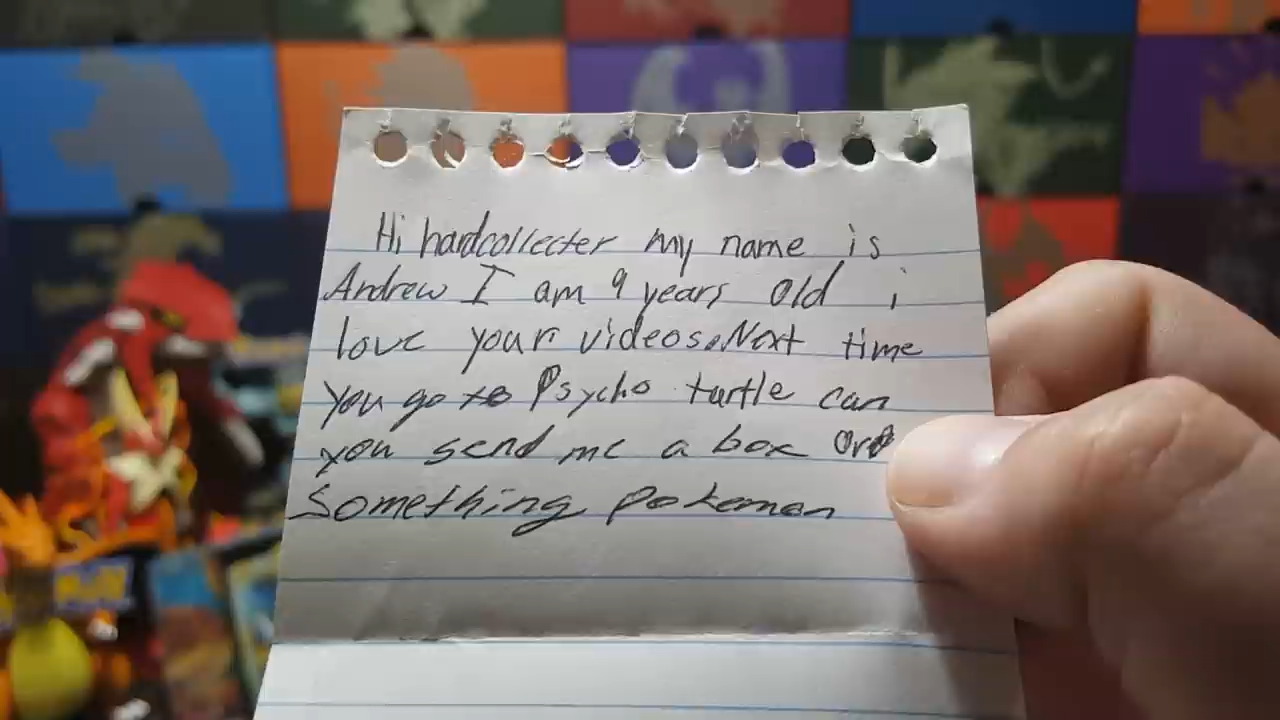 Hi hardcollecter my name is
Andrew I am 9 years old i
love your videos. Next time
you go to Psycho turtle can
you send me a box or
Something pokemon